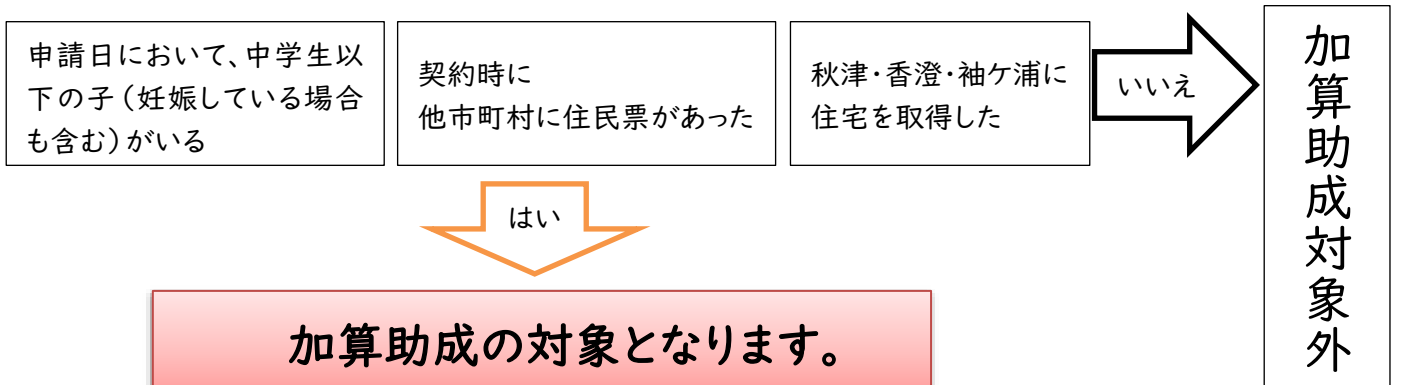 申請日において、中学生以
下の子（妊娠している場合
も含む）がいる
契約時に
他市町村に住民票があった
秋津・香澄・袖ケ浦に
住宅を取得した
いいえ
加算助成対象外
はい
加算助成の対象となります。